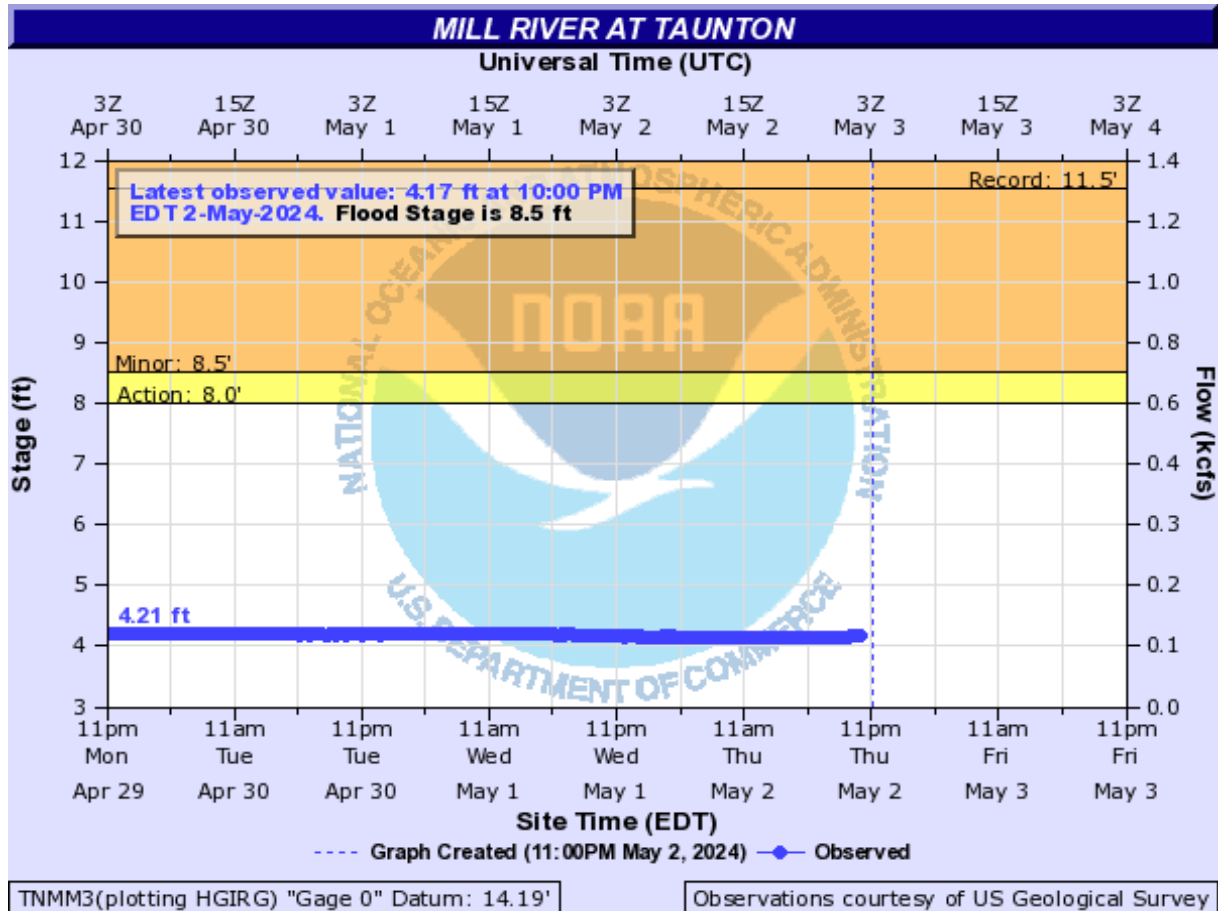 MILL RIVER AT TAUNTON
Universal Time (UTC)
3Z 15Z 3Z 15Z 3Z 15Z 3Z 15Z 3Z
Apr 30 Apr 30 May 1 May 1 May 2 May 2 May 3 May 3 May 4
Latest observed value: 4.17 ft at 10:00 PM
EDT 2-May-2024. Flood Stage is 8.5 ft
Record: 11.5'
Minor: 8.5'
Action: 8.0'
4.21 ft
NATIONAL OCEANIC AND ATMOSPHERIC ADMINISTRATION
NOAA
U.S. DEPARTMENT OF COMMERCE
Stage (ft)
12
11
10
9
8
7
6
5
4
3
Flow (kcfs)
1.4
1.2
1.0
0.8
0.6
0.4
0.3
0.2
0.1
0.0
11pm 11am 11pm 11am 11pm 11am 11pm 11am 11pm
Mon Tue Tue Wed Wed Thu Thu Fri Fri
Apr 29 Apr 30 Apr 30 May 1 May 1 May 2 May 2 May 3 May 3
Site Time (EDT)
Graph Created (11:00PM May 2, 2024) Observed
TNMM3(plotting HGIRG) "Gage 0" Datum: 14.19'
Observations courtesy of US Geological Survey